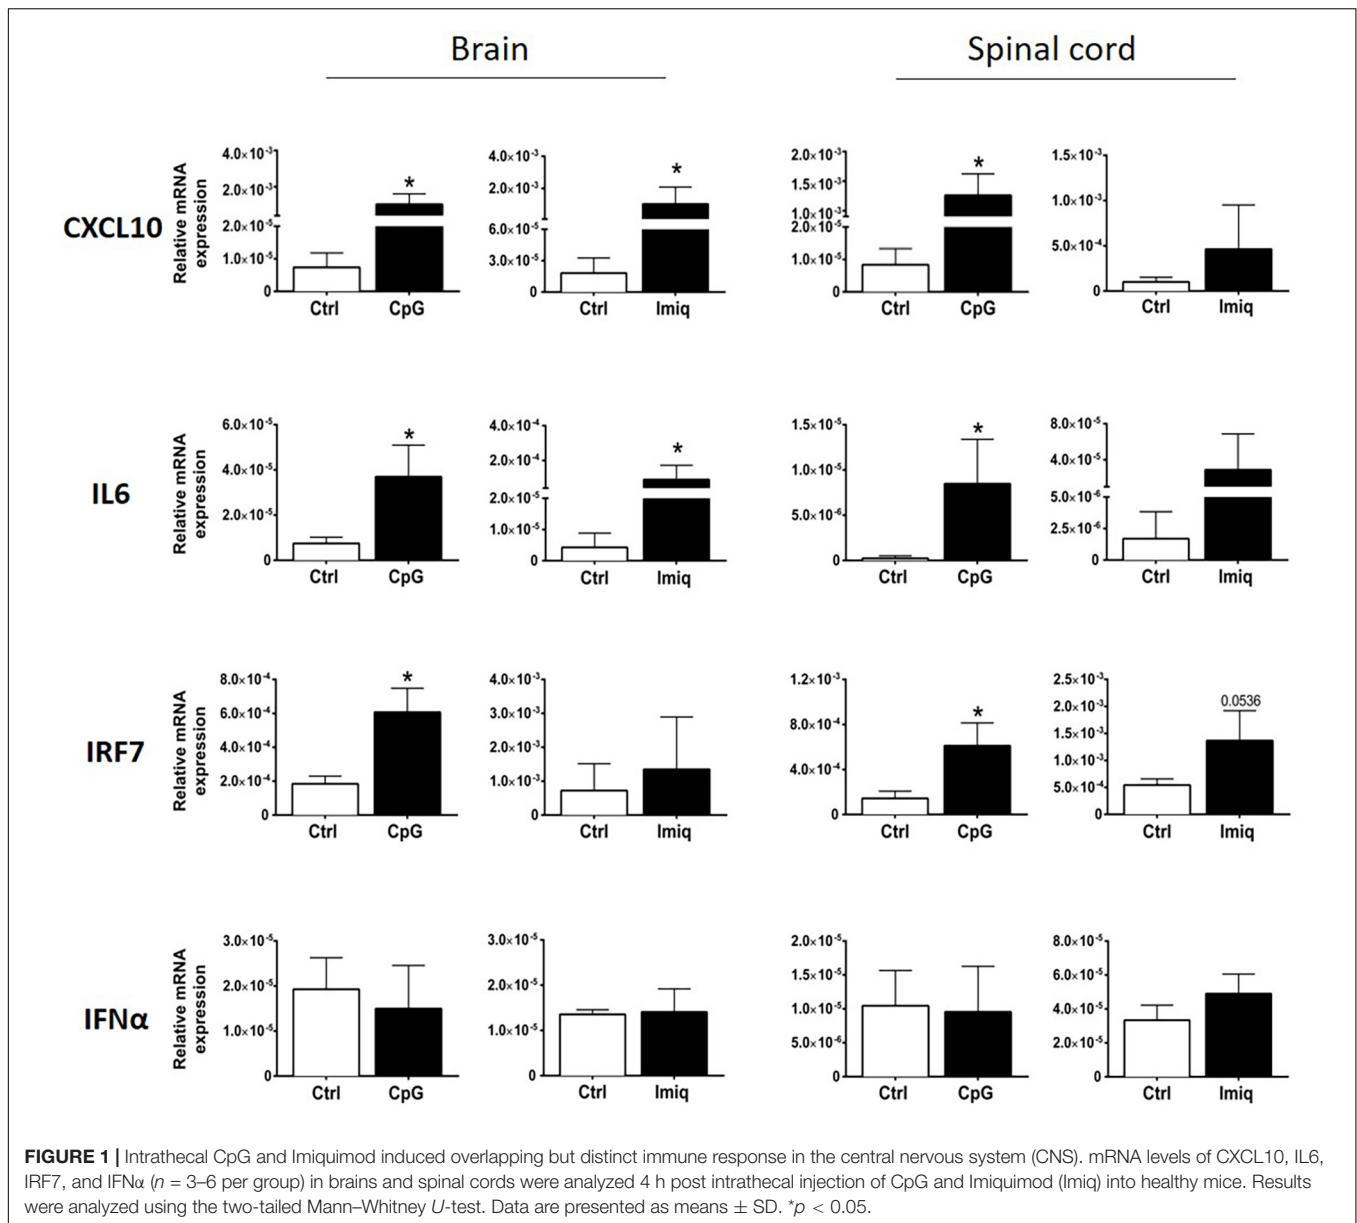 Brain
Spinal cord
CXCL10
Relative mRNA
expression
4.0×10⁻³
2.0×10⁻³
2.0×10⁻⁵
1.0×10⁻⁵
0
Ctrl
CpG
*
4.0×10⁻³
2.0×10⁻³
6.0×10⁻⁵
3.0×10⁻⁵
0
Ctrl
Imiq
*
2.0×10⁻³
1.5×10⁻³
1.0×10⁻³
2.0×10⁻⁵
1.0×10⁻⁵
0
Ctrl
CpG
*
1.5×10⁻³
1.0×10⁻³
5.0×10⁻⁴
0
Ctrl
Imiq
IL6
Relative mRNA
expression
6.0×10⁻⁵
4.0×10⁻⁵
2.0×10⁻⁵
0
Ctrl
CpG
*
4.0×10⁻⁴
2.0×10⁻⁴
2.0×10⁻⁵
1.0×10⁻⁵
0
Ctrl
Imiq
*
1.5×10⁻⁵
1.0×10⁻⁵
5.0×10⁻⁶
0
Ctrl
CpG
*
8.0×10⁻⁵
4.0×10⁻⁵
5.0×10⁻⁶
2.5×10⁻⁶
0
Ctrl
Imiq
IRF7
Relative mRNA
expression
8.0×10⁻⁴
6.0×10⁻⁴
4.0×10⁻⁴
2.0×10⁻⁴
0
Ctrl
CpG
*
4.0×10⁻³
3.0×10⁻³
2.0×10⁻³
1.0×10⁻³
0
Ctrl
Imiq
1.2×10⁻³
8.0×10⁻⁴
4.0×10⁻⁴
0
Ctrl
CpG
*
2.5×10⁻³
2.0×10⁻³
1.5×10⁻³
1.0×10⁻³
5.0×10⁻⁴
0
Ctrl
Imiq
0.0536
IFNα
Relative mRNA
expression
3.0×10⁻⁵
2.0×10⁻⁵
1.0×10⁻⁵
0
Ctrl
CpG
3.0×10⁻⁵
2.0×10⁻⁵
1.0×10⁻⁵
0
Ctrl
Imiq
2.0×10⁻⁵
1.5×10⁻⁵
1.0×10⁻⁵
5.0×10⁻⁶
0
Ctrl
CpG
8.0×10⁻⁵
6.0×10⁻⁵
4.0×10⁻⁵
2.0×10⁻⁵
0
Ctrl
Imiq
FIGURE 1 | Intrathecal CpG and Imiquimod induced overlapping but distinct immune response in the central nervous system (CNS). mRNA levels of CXCL10, IL6,
IRF7, and IFNα (n = 3–6 per group) in brains and spinal cords were analyzed 4 h post intrathecal injection of CpG and Imiquimod (Imiq) into healthy mice. Results
were analyzed using the two-tailed Mann–Whitney U-test. Data are presented as means ± SD. *p < 0.05.